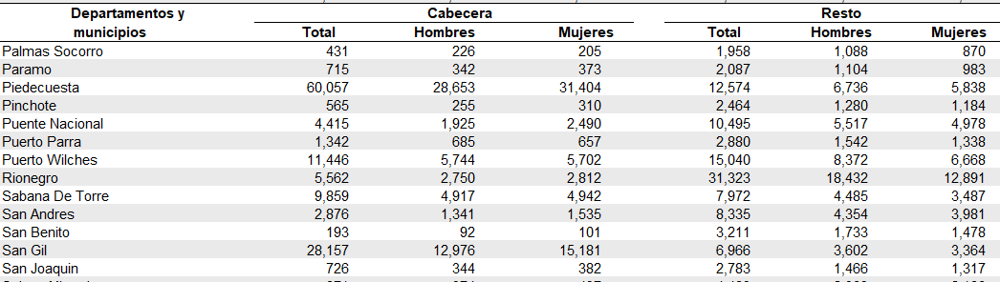 Departamentos y Cabecera Resto
municipios Total Hombres Mujeres Total Hombres Mujeres
Palmas Socorro 431 226 205 1,958 1,088 870
Paramo 715 342 373 2,087 1,104 983
Piedecuesta 60,057 28,653 31,404 12,574 6,736 5,838
Pinchote 565 255 310 2,464 1,280 1,184
Puente Nacional 4,415 1,925 2,490 10,495 5,517 4,978
Puerto Parra 1,342 685 657 2,880 1,542 1,338
Puerto Wilches 11,446 5,744 5,702 15,040 8,372 6,668
Rionegro 5,562 2,750 2,812 31,323 18,432 12,891
Sabana De Torre 9,859 4,917 4,942 7,972 4,485 3,487
San Andres 2,876 1,341 1,535 8,335 4,354 3,981
San Benito 193 92 101 3,211 1,733 1,478
San Gil 28,157 12,976 15,181 6,966 3,602 3,364
San Joaquin 726 344 382 2,783 1,466 1,317